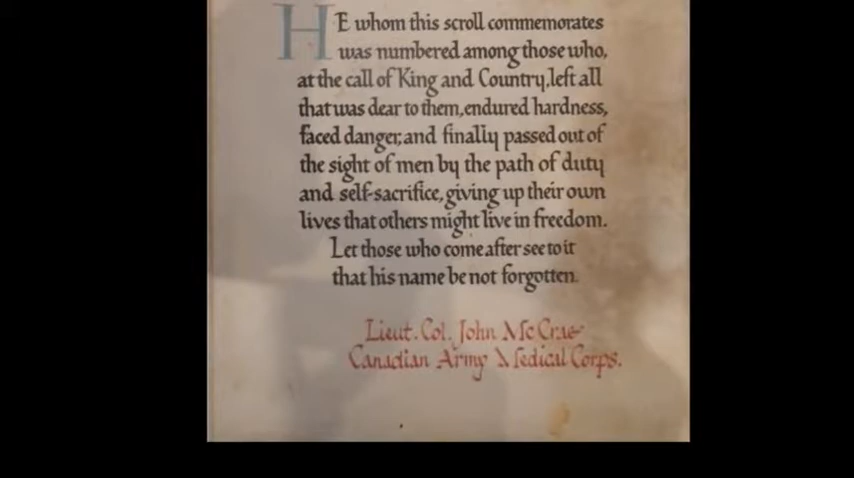 HE whom this scroll commemorates
was numbered among those who,
at the call of King and Country, left all
that was dear to them, endured hardness,
faced danger, and finally passed out of
the sight of men by the path of duty
and self-sacrifice, giving up their own
lives that others might live in freedom.
Let those who come after see to it
that his name be not forgotten.
Lieut. Col. John McCrae
Canadian Army Medical Corps.